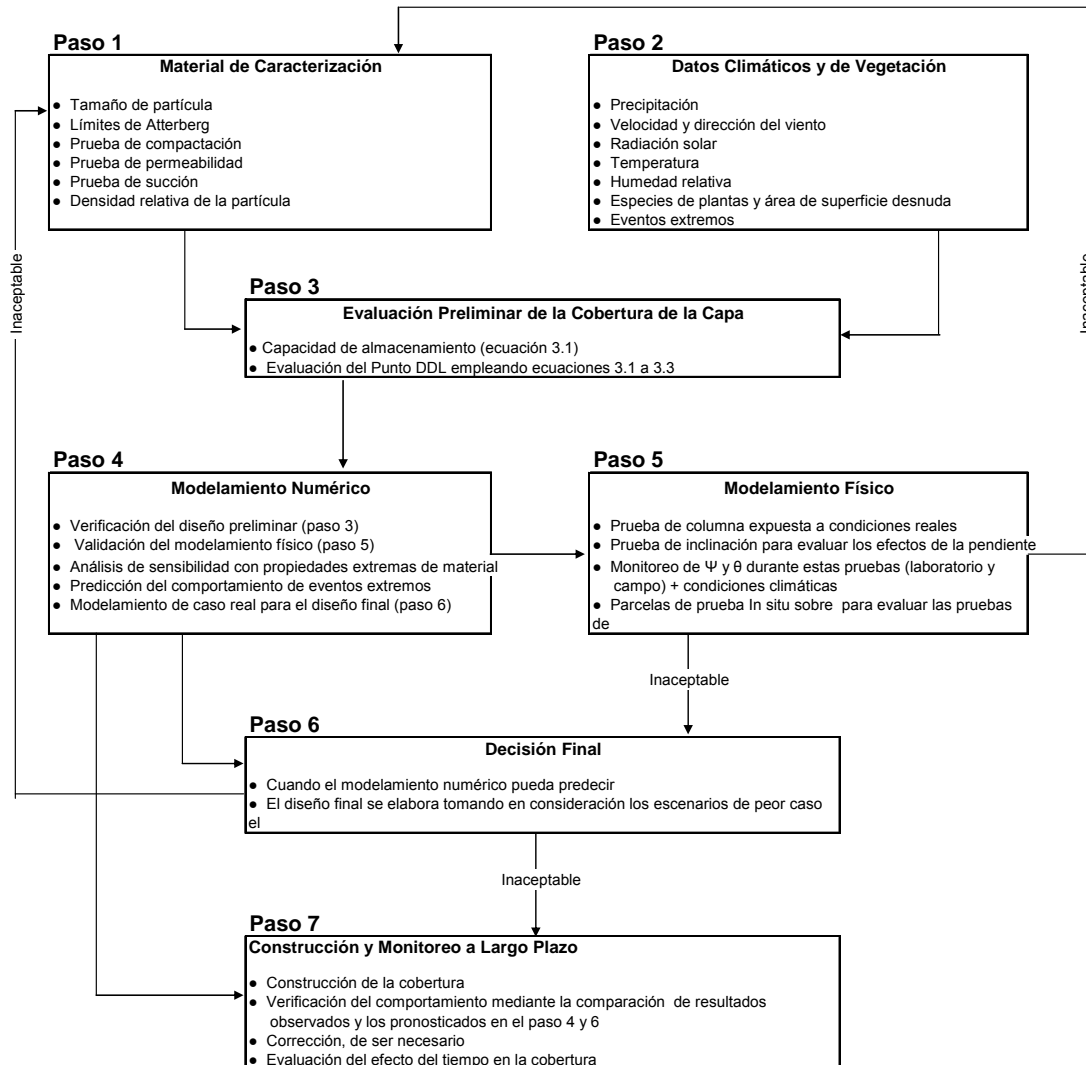 Paso 1
Material de Caracterización
● Tamaño de partícula
● Límites de Atterberg
● Prueba de compactación
● Prueba de permeabilidad
● Prueba de succión
● Densidad relativa de la partícula
Paso 2
Datos Climáticos y de Vegetación
● Precipitación
● Velocidad y dirección del viento
● Radiación solar
● Temperatura
● Humedad relativa
● Especies de plantas y área de superficie desnuda
● Eventos extremos
Inaceptable
Inaceptable
Paso 3
Evaluación Preliminar de la Cobertura de la Capa
● Capacidad de almacenamiento (ecuación 3.1)
● Evaluación del Punto DDL empleando ecuaciones 3.1 a 3.3
Paso 4
Modelamiento Numérico
● Verificación del diseño preliminar (paso 3)
● Validación del modelamiento físico (paso 5)
● Análisis de sensibilidad con propiedades extremas de material
● Predicción del comportamiento de eventos extremos
● Modelamiento de caso real para el diseño final (paso 6)
Paso 5
Modelamiento Físico
● Prueba de columna expuesta a condiciones reales
● Prueba de inclinación para evaluar los efectos de la pendiente
● Monitoreo de Ψ y θ durante estas pruebas (laboratorio y
campo) + condiciones climáticas
● Parcelas de prueba In situ sobre para evaluar las pruebas
de
Inaceptable
Paso 6
Decisión Final
● Cuando el modelamiento numérico pueda predecir
● El diseño final se elabora tomando en consideración los escenarios de peor caso
el
Inaceptable
Paso 7
Construcción y Monitoreo a Largo Plazo
● Construcción de la cobertura
● Verificación del comportamiento mediante la comparación de resultados
observados y los pronosticados en el paso 4 y 6
● Corrección, de ser necesario
● Evaluación del efecto del tiempo en la cobertura